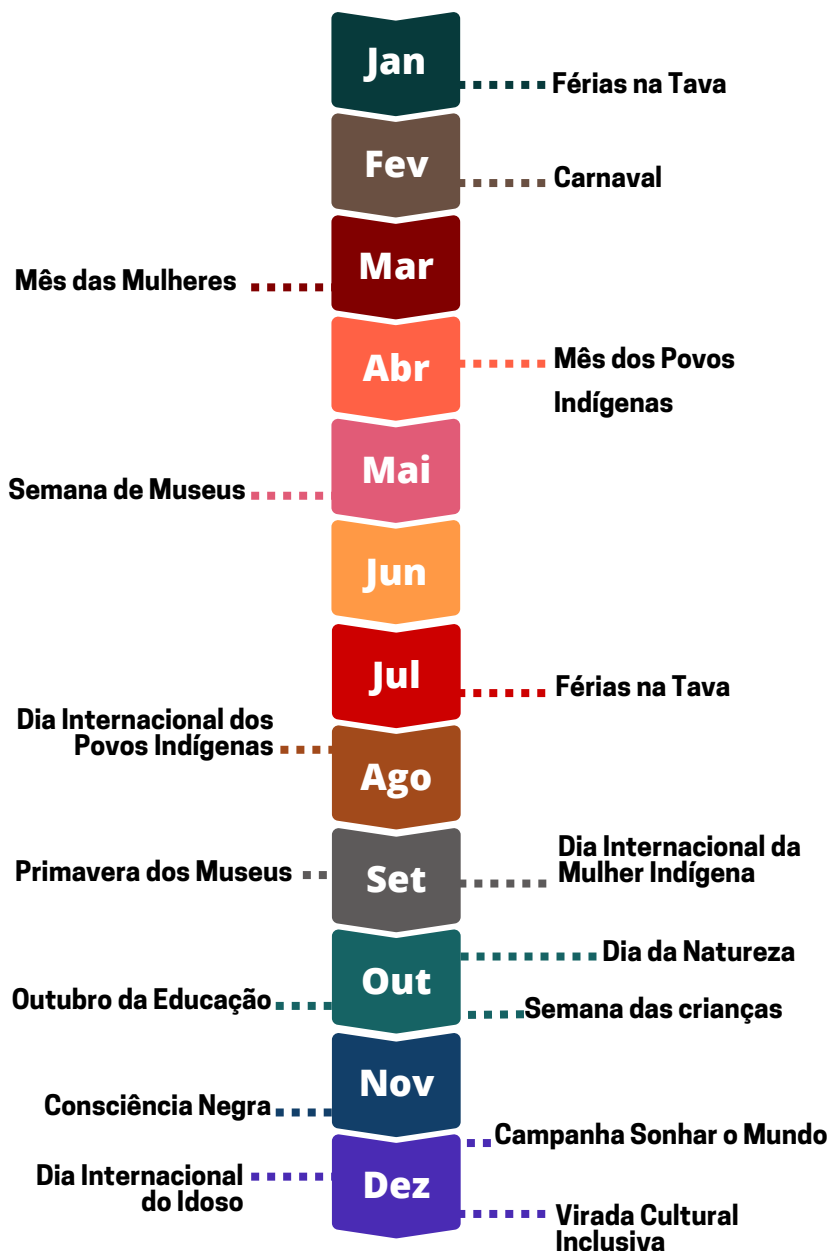 Jan
Férias na Tava
Fev
Carnaval
Mar
Mês das Mulheres
Abr
Mês dos Povos
Indígenas
Mai
Semana de Museus
Jun
Jul
Férias na Tava
Dia Internacional dos
Povos Indígenas
Ago
Primavera dos Museus
Set
Dia Internacional da
Mulher Indígena
Dia da Natureza
Out
Outubro da Educação
Semana das crianças
Nov
Consciência Negra
Campanha Sonhar o Mundo
Dia Internacional
do Idoso
Dez
Virada Cultural
Inclusiva